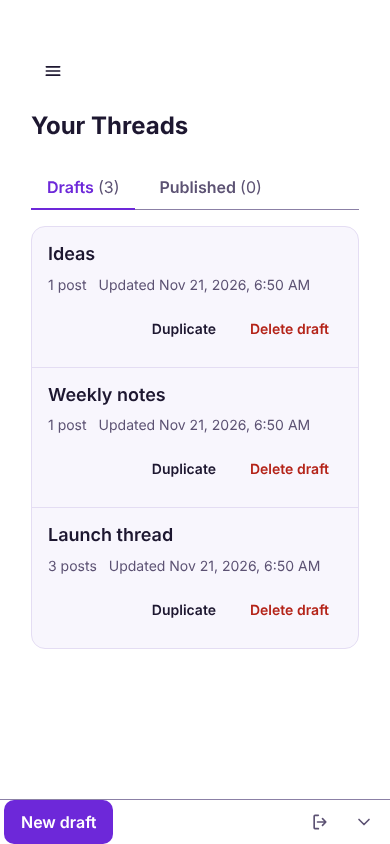 Your Threads
Drafts (3)
Published (0)
Ideas
1 post Updated Nov 21, 2026, 6:50 AM
Duplicate
Delete draft
Weekly notes
1 post Updated Nov 21, 2026, 6:50 AM
Duplicate
Delete draft
Launch thread
3 posts Updated Nov 21, 2026, 6:50 AM
Duplicate
Delete draft
New draft